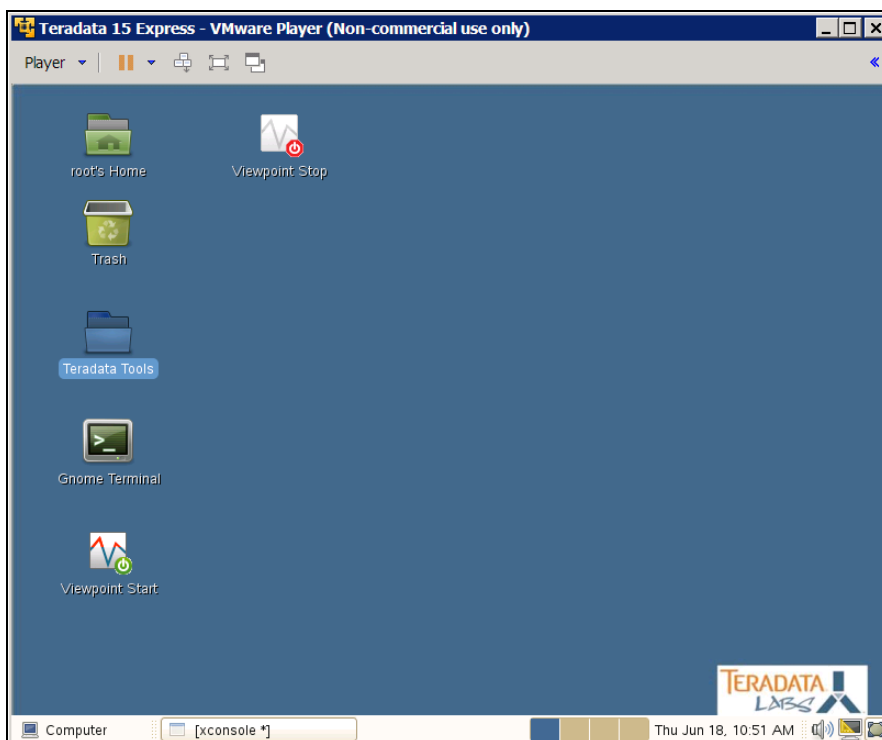 Teradata 15 Express - VMware Player (Non-commercial use only)
Player
root's Home
Viewpoint Stop
Trash
Teradata Tools
>_
Gnome Terminal
Viewpoint Start
TERADATA
LABS
Computer
[xconsole *]
Thu Jun 18, 10:51 AM